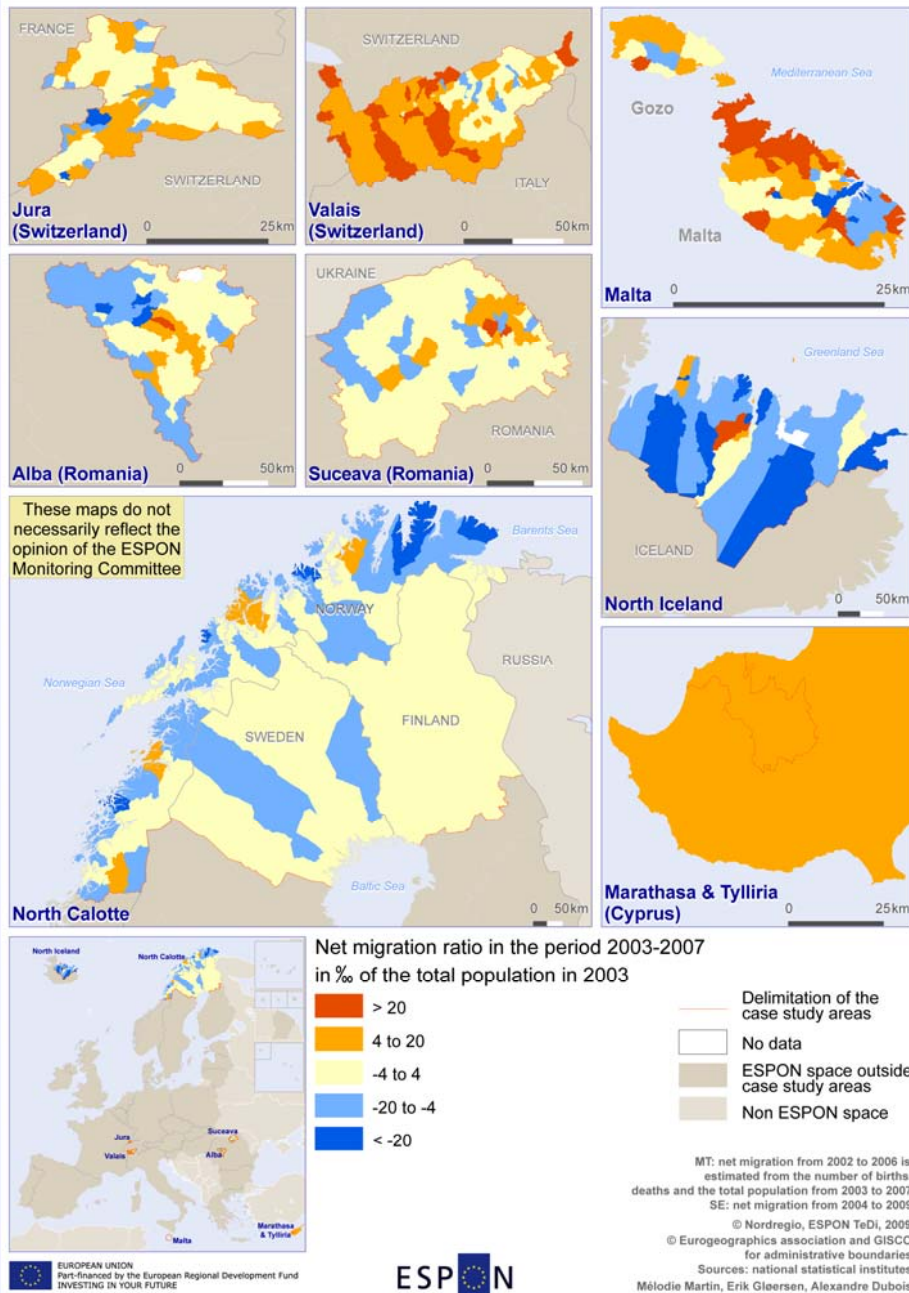 FRANCE
SWITZERLAND
Jura
(Switzerland)
0 25km
SWITZERLAND
ITALY
Valais
(Switzerland)
0 50km
Mediterranean Sea
Gozo
Malta
Malta
0 25km
Alba (Romania)
0 50km
UKRAINE
ROMANIA
Suceava (Romania)
0 50km
Greenland Sea
ICELAND
North Iceland
0 50km
These maps do not
necessarily reflect the
opinion of the ESPON
Monitoring Committee
Barents Sea
NORWAY
RUSSIA
Norwegian Sea
SWEDEN
FINLAND
Baltic Sea
North Calotte
0 50km
Marathasa & Tylliria
(Cyprus)
0 25km
North Iceland
North Calotte
Jura
Valais
Suceava
Alba
Malta
Marathasa
& Tylliria
Net migration ratio in the period 2003-2007
in ‰ of the total population in 2003
> 20
4 to 20
-4 to 4
-20 to -4
< -20
Delimitation of the
case study areas
No data
ESPON space outside
case study areas
Non ESPON space
MT: net migration from 2002 to 2006 is
estimated from the number of births
deaths and the total population from 2003 to 2007
SE: net migration from 2004 to 2009
© Nordregio, ESPON TeDi, 2009
© Eurogeographics association and GISCO
for administrative boundaries
Sources: national statistical institutes
Mélodie Martin, Erik Gløersen, Alexandre Dubois
EUROPEAN UNION
Part-financed by the European Regional Development Fund
INVESTING IN YOUR FUTURE
ESPON